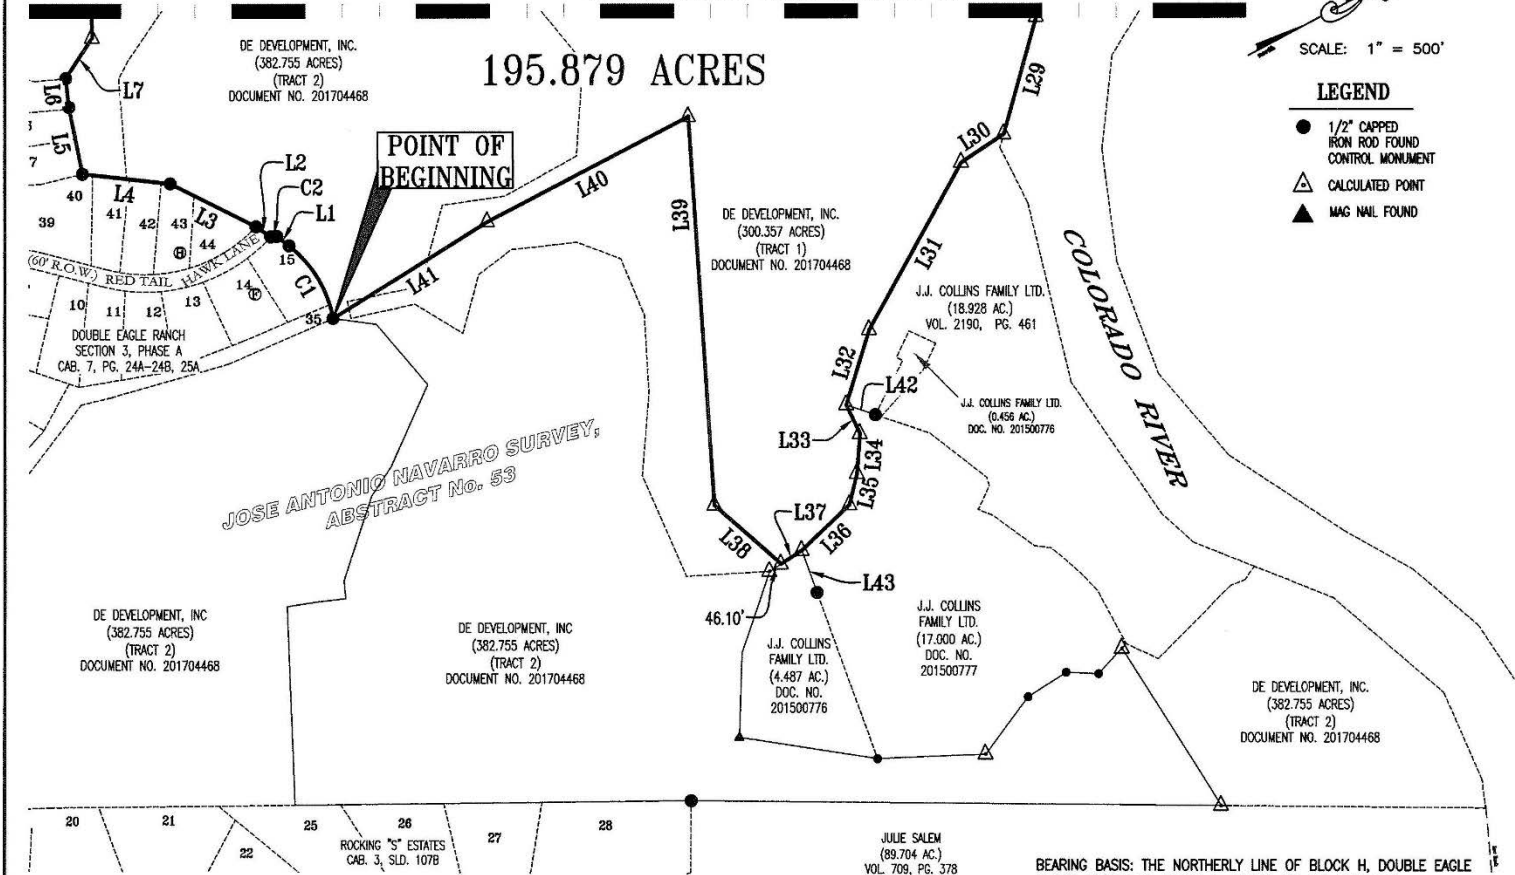 DE DEVELOPMENT, INC.
(382.755 ACRES)
(TRACT 2)
DOCUMENT NO. 201704468
195.879 ACRES
SCALE: 1" = 500'
LEGEND
1/2" CAPPED
IRON ROD FOUND
CONTROL MONUMENT
CALCULATED POINT
MAG NAIL FOUND
L7
L6
L5
L4
L3
L2
C2
L1
C1
POINT OF
BEGINNING
L41
L40
L39
L29
L30
L31
L32
L42
L33
L34
L35
L36
L37
L38
L43
46.10'
7
40
39
41
42
43
44
H
15
14
F
13
12
11
10
35
(60' R.O.W.) RED TAIL HAWK LANE
DOUBLE EAGLE RANCH
SECTION 3, PHASE A
CAB. 7, PG. 24A-24B, 25A
DE DEVELOPMENT, INC.
(300.357 ACRES)
(TRACT 1)
DOCUMENT NO. 201704468
J.J. COLLINS FAMILY LTD.
(18.928 AC.)
VOL. 2190, PG. 461
COLORADO RIVER
J.J. COLLINS FAMILY LTD.
(0.456 AC.)
DOC. NO. 201500776
JOSE ANTONIO NAVARRO SURVEY,
ABSTRACT No. 53
DE DEVELOPMENT, INC
(382.755 ACRES)
(TRACT 2)
DOCUMENT NO. 201704468
DE DEVELOPMENT, INC
(382.755 ACRES)
(TRACT 2)
DOCUMENT NO. 201704468
J.J. COLLINS
FAMILY LTD.
(4.487 AC.)
DOC. NO.
201500776
J.J. COLLINS
FAMILY LTD.
(17.000 AC.)
DOC. NO.
201500777
DE DEVELOPMENT, INC.
(382.755 ACRES)
(TRACT 2)
DOCUMENT NO. 201704468
20
21
22
25
26
27
28
ROCKING "S" ESTATES
CAB. 3, SLD. 107B
JULIE SALEM
(89.704 AC.)
VOL. 709, PG. 378
BEARING BASIS: THE NORTHERLY LINE OF BLOCK H, DOUBLE EAGLE